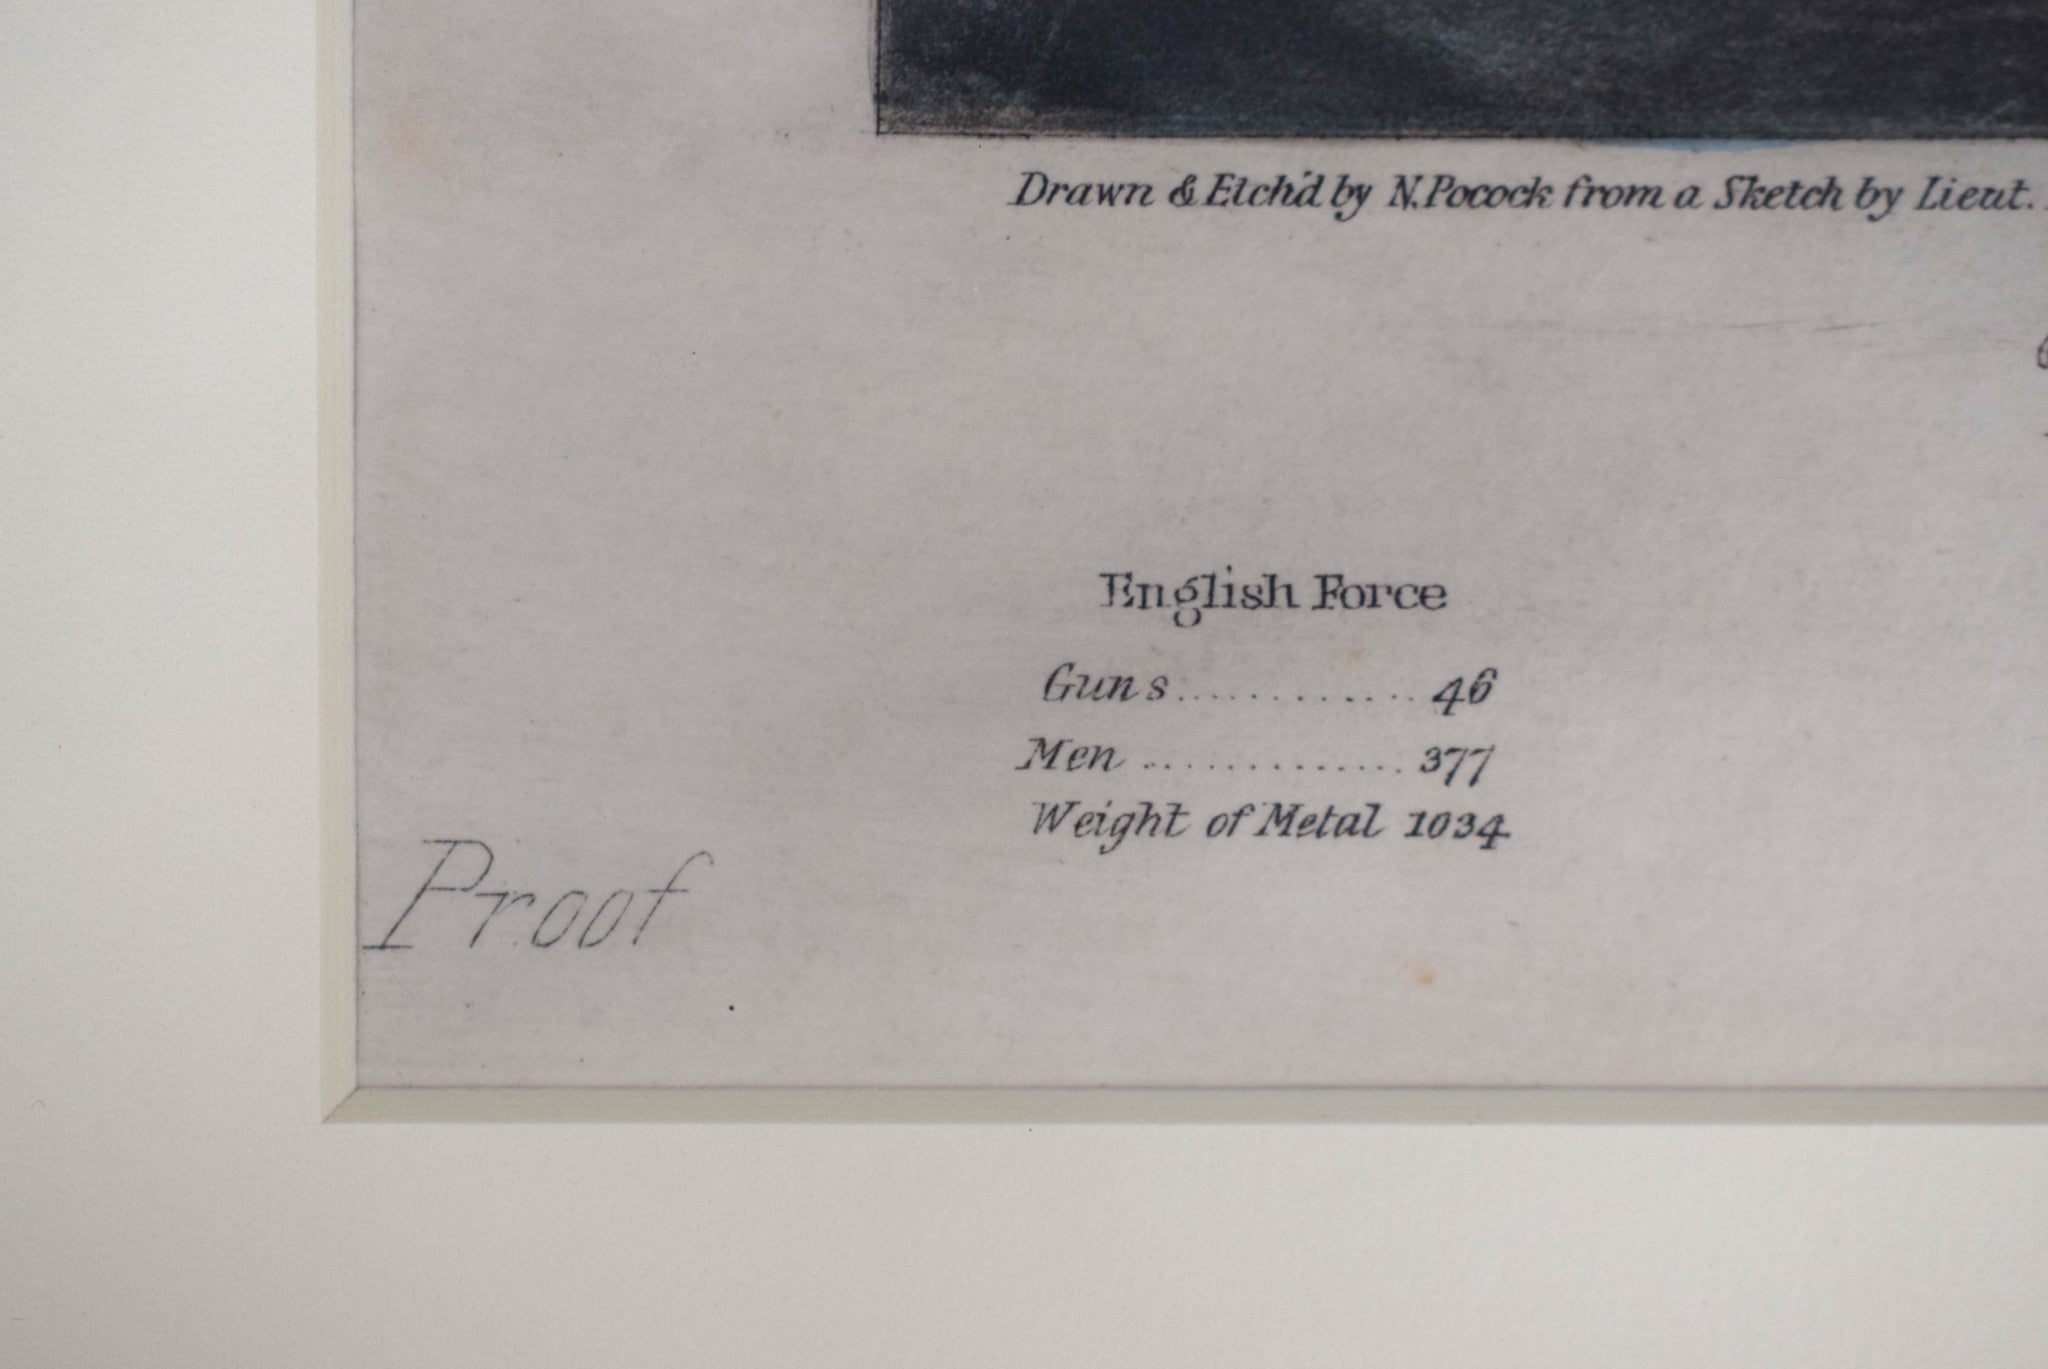 Drawn & Etch'd by N. Pocock from a Sketch by Lieut.
English Force
Guns............ 46
Men .............. 377
Weight of Metal 1034
Proof